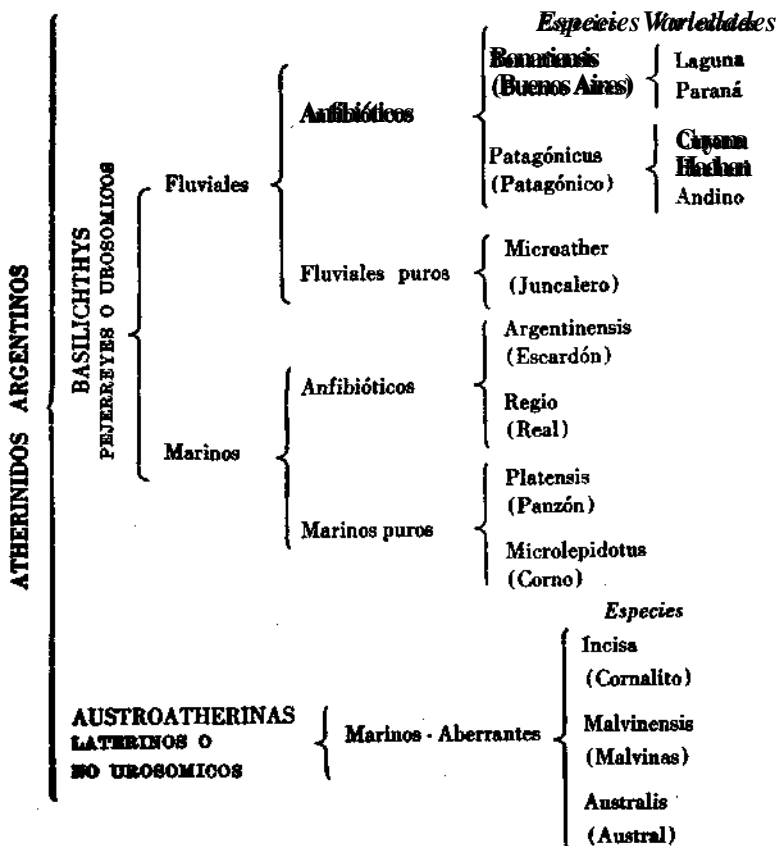 Especies Variedades
Bonariensis
(Buenos Aires)
Laguna
Paraná
Anfibióticos
Patagónicus
(Patagónico)
Cuyana
Andino
Fluviales
Fluviales puros
Microather
(Juncalero)
ATHERINIDOS ARGENTINOS
BASILICHTHYS
PEJERREYES O UROSOMICOS
Argentinensis
(Escardón)
Anfibióticos
Regio
(Real)
Marinos
Platensis
(Panzón)
Marinos puros
Microlepidotus
(Corno)
Especies
Incisa
(Cornalito)
AUSTROATHERINAS
LATERINOS O
NO UROSOMICOS
Marinos - Aberrantes
Malvinensis
(Malvinas)
Australis
(Austral)